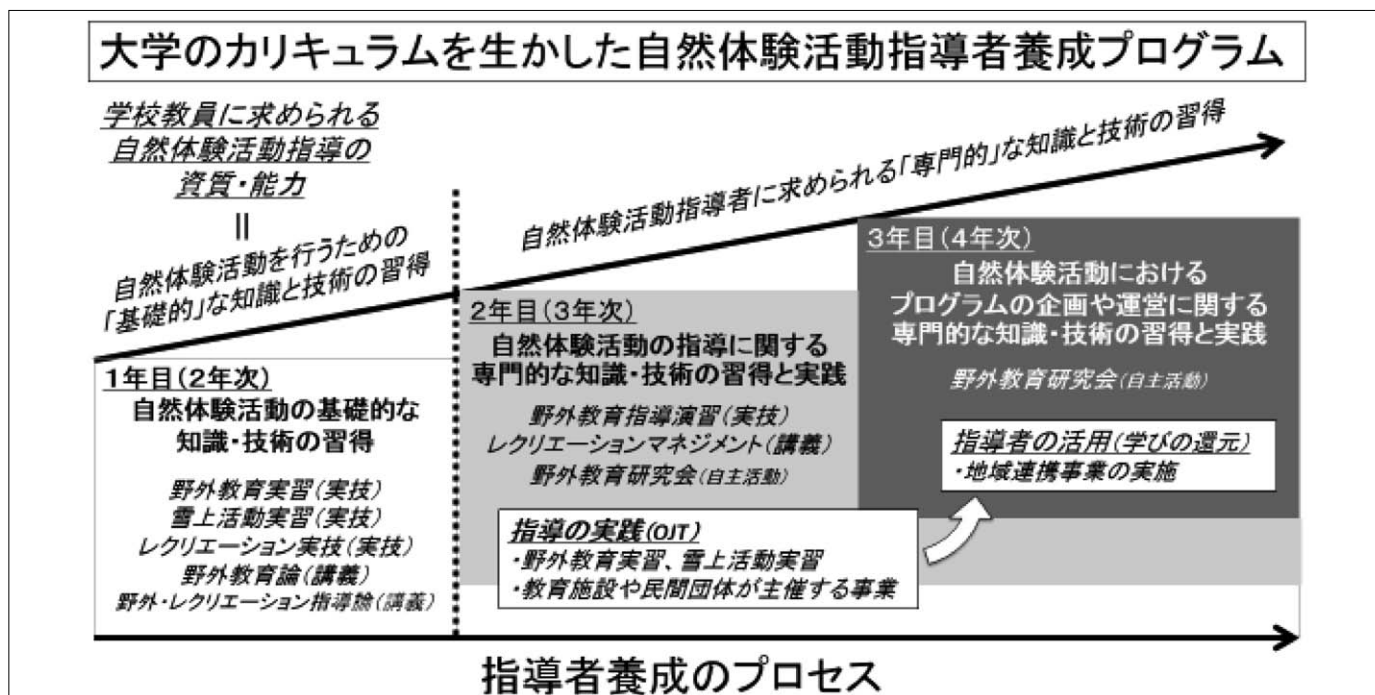 大学のカリキュラムを生かした自然体験活動指導者養成プログラム
学校教員に求められる
自然体験活動指導の
資質・能力
＝
自然体験活動を行うための
「基礎的」な知識と技術の習得
自然体験活動指導者に求められる「専門的」な知識と技術の習得
1年目(2年次)
自然体験活動の基礎的な
知識・技術の習得
野外教育実習(実技)
雪上活動実習(実技)
レクリエーション実技(実技)
野外教育論(講義)
野外・レクリエーション指導論(講義)
2年目(3年次)
自然体験活動の指導に関する
専門的な知識・技術の習得と実践
野外教育指導演習(実技)
レクリエーションマネジメント(講義)
野外教育研究会(自主活動)
指導の実践(OJT)
・野外教育実習、雪上活動実習
・教育施設や民間団体が主催する事業
3年目(4年次)
自然体験活動における
プログラムの企画や運営に関する
専門的な知識・技術の習得と実践
野外教育研究会(自主活動)
指導者の活用(学びの還元)
・地域連携事業の実施
指導者養成のプロセス